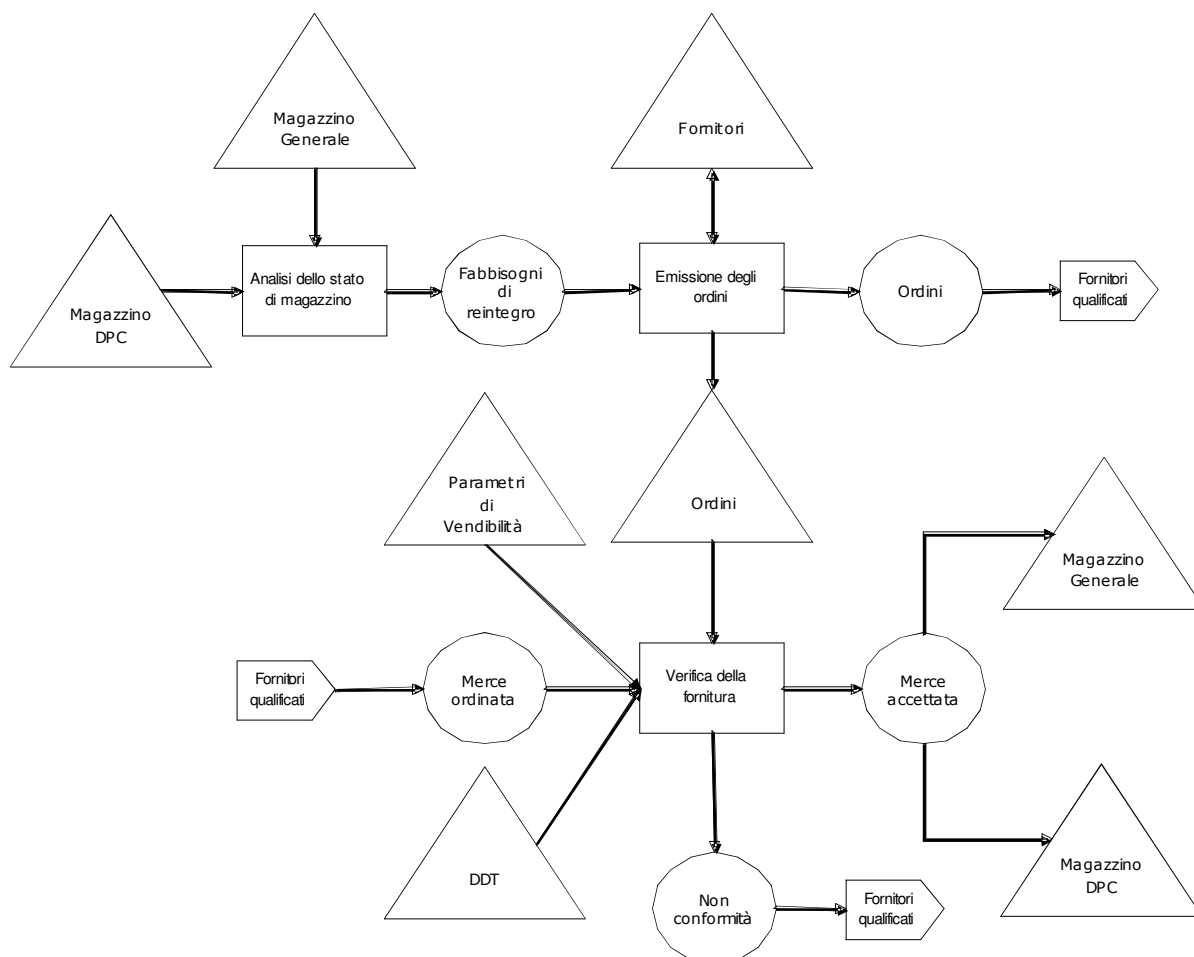 Magazzino
Generale
Fornitori
Magazzino
DPC
Analisi dello stato
di magazzino
Fabbisogni
di
reintegro
Emissione degli
ordini
Ordini
Fornitori
qualificati
Parametri
di
Vendibilità
Ordini
Magazzino
Generale
Fornitori
qualificati
Merce
ordinata
Verifica della
fornitura
Merce
accettata
DDT
Non
conformità
Fornitori
qualificati
Magazzino
DPC